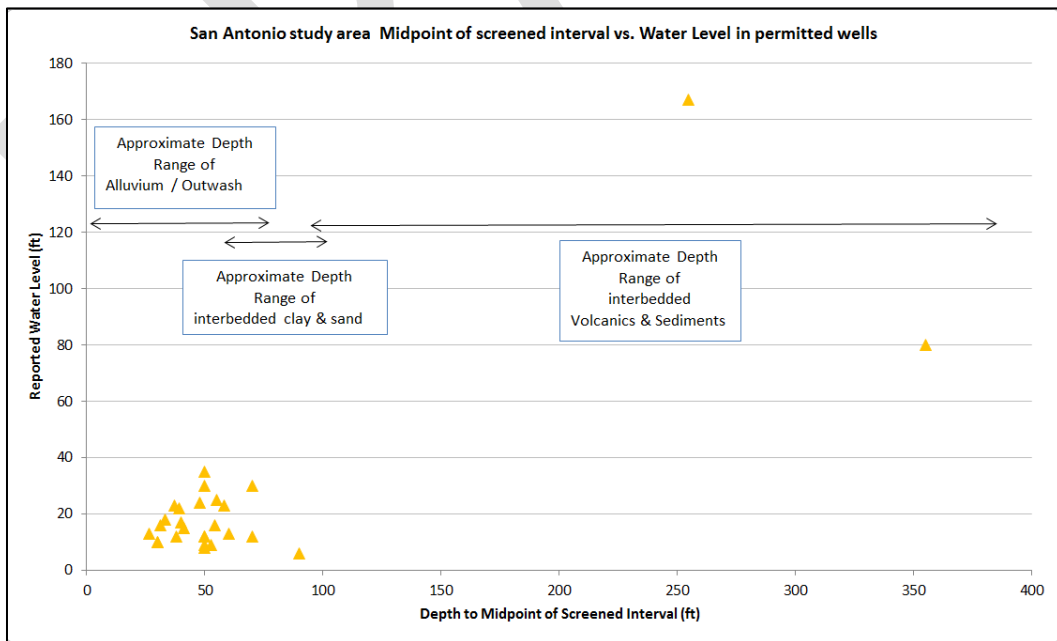 San Antonio study area Midpoint of screened interval vs. Water Level in permitted wells
180
160
140
120
100
80
60
40
20
0
Reported Water Level (ft)
Approximate Depth
Range of
Alluvium / Outwash
Approximate Depth
Range of
interbedded clay & sand
Approximate Depth
Range of
interbedded
Volcanics & Sediments
0 50 100 150 200 250 300 350 400
Depth to Midpoint of Screened Interval (ft)